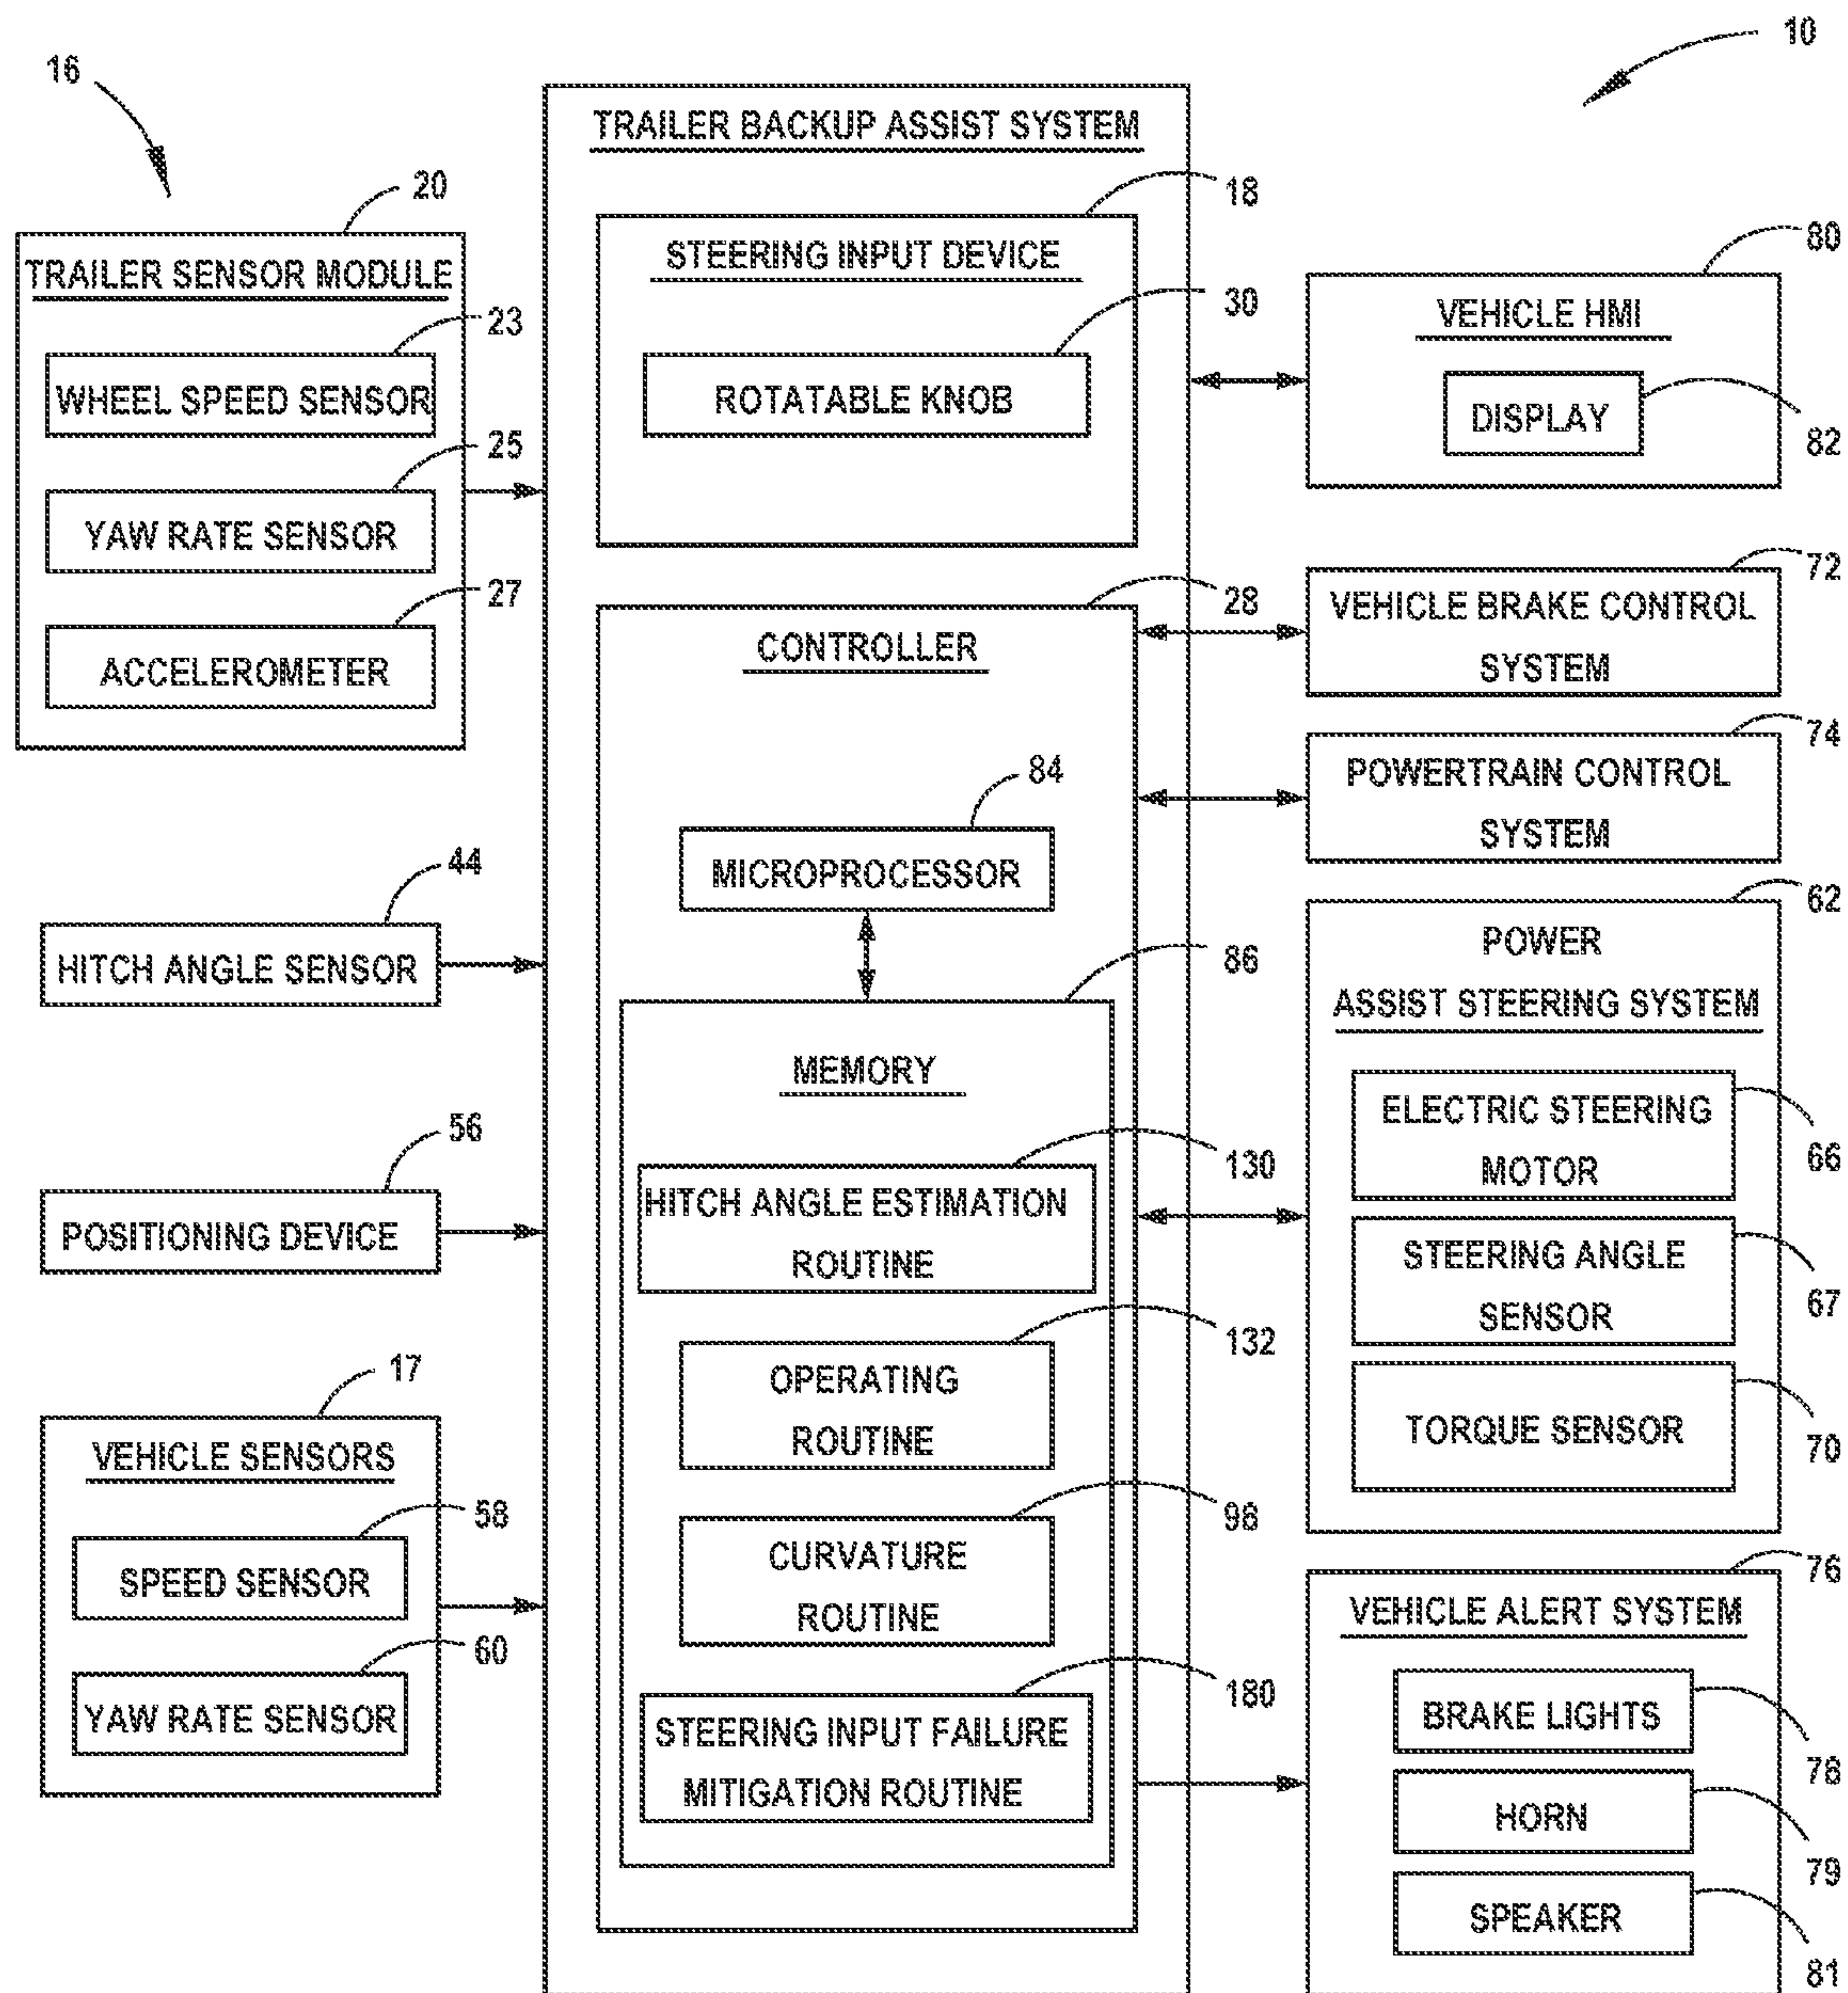 10
16
TRAILER BACKUP ASSIST SYSTEM
20
TRAILER SENSOR MODULE
23
WHEEL SPEED SENSOR
25
YAW RATE SENSOR
27
ACCELEROMETER
44
HITCH ANGLE SENSOR
56
POSITIONING DEVICE
17
VEHICLE SENSORS
58
SPEED SENSOR
60
YAW RATE SENSOR
18
STEERING INPUT DEVICE
30
ROTATABLE KNOB
28
CONTROLLER
84
MICROPROCESSOR
86
MEMORY
130
HITCH ANGLE ESTIMATION
ROUTINE
132
OPERATING
ROUTINE
98
CURVATURE
ROUTINE
180
STEERING INPUT FAILURE
MITIGATION ROUTINE
80
VEHICLE HMI
DISPLAY
82
72
VEHICLE BRAKE CONTROL
SYSTEM
74
POWERTRAIN CONTROL
SYSTEM
62
POWER
ASSIST STEERING SYSTEM
ELECTRIC STEERING
MOTOR
66
STEERING ANGLE
SENSOR
67
TORQUE SENSOR
70
76
VEHICLE ALERT SYSTEM
BRAKE LIGHTS
78
HORN
79
SPEAKER
81